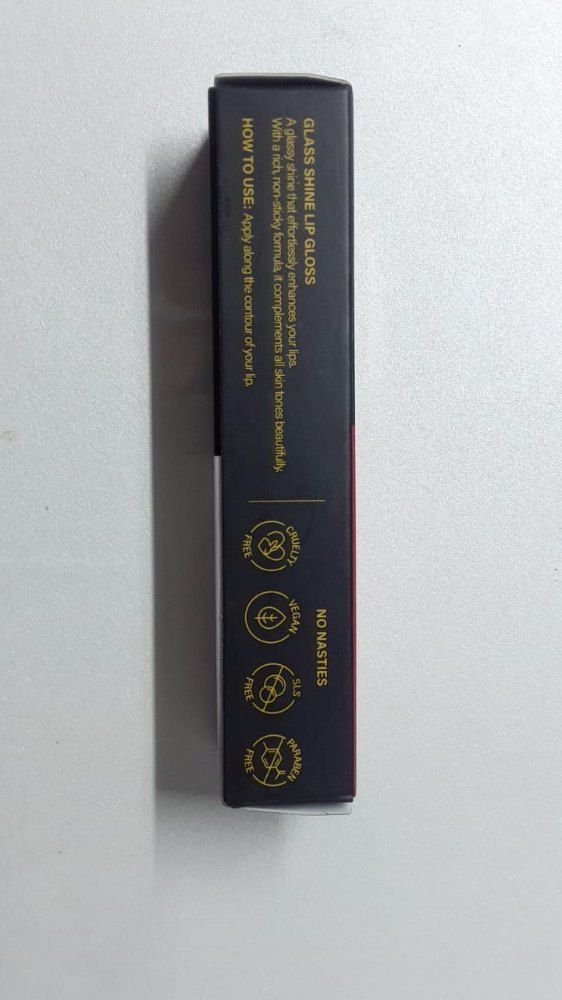 GLASS SHINE LIP GLOSS
A glassy shine that effortlessly enhances your lips.
With a rich, non-sticky formula, it complements all skin tones beautifully.
HOW TO USE: Apply along the contour of your lip.
NO NASTIES
CRUELTY FREE
VEGAN
SLS FREE
PARABEN FREE